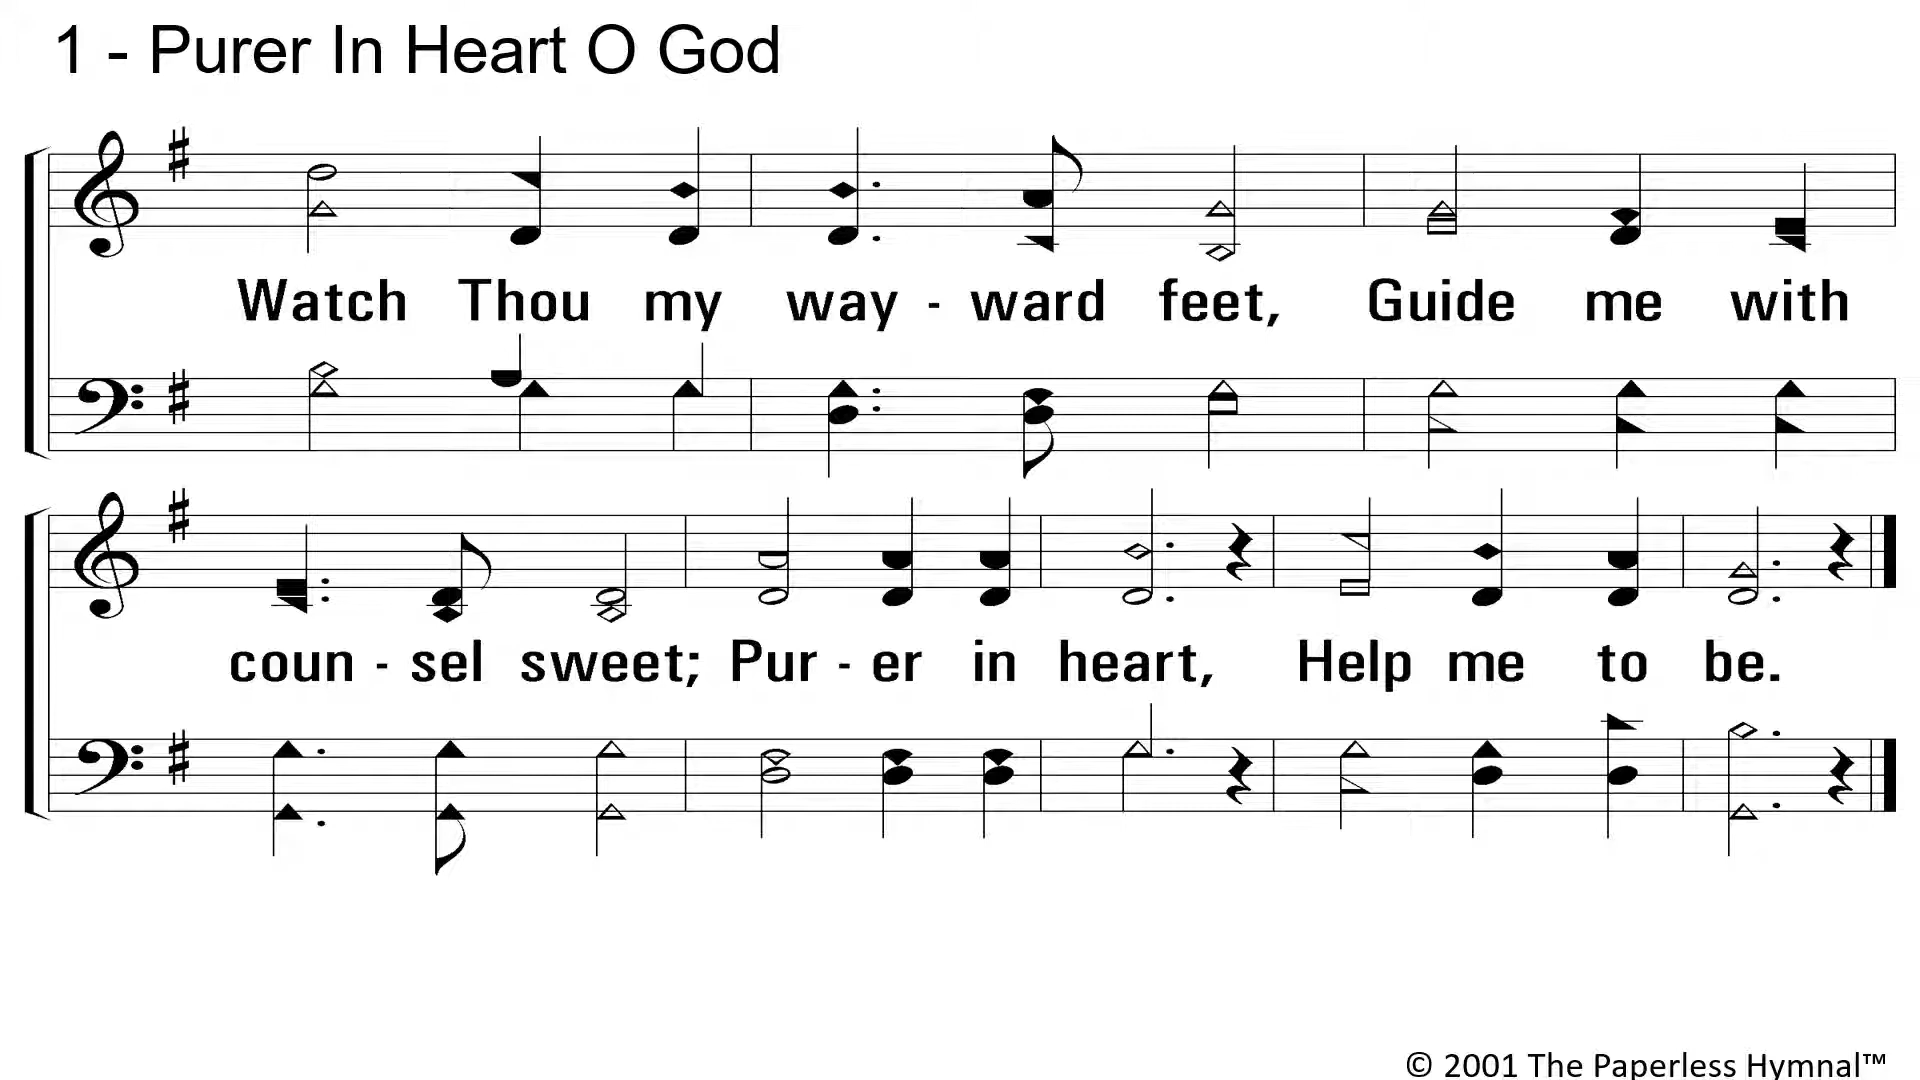 1 - Purer In Heart O God
Watch Thou my way - ward feet, Guide me with
coun - sel sweet; Pur - er in heart, Help me to be.
© 2001 The Paperless Hymnal™